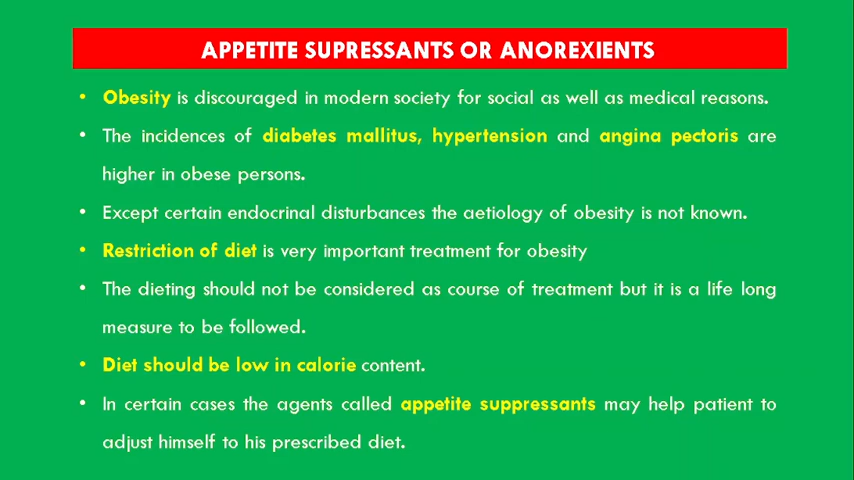 APPETITE SUPRESSANTS OR ANOREXIENTS
• Obesity is discouraged in modern society for social as well as medical reasons.
• The incidences of diabetes mallitus, hypertension and angina pectoris are
higher in obese persons.
• Except certain endocrinal disturbances the aetiology of obesity is not known.
• Restriction of diet is very important treatment for obesity
• The dieting should not be considered as course of treatment but it is a life long
measure to be followed.
• Diet should be low in calorie content.
• In certain cases the agents called appetite suppressants may help patient to
adjust himself to his prescribed diet.